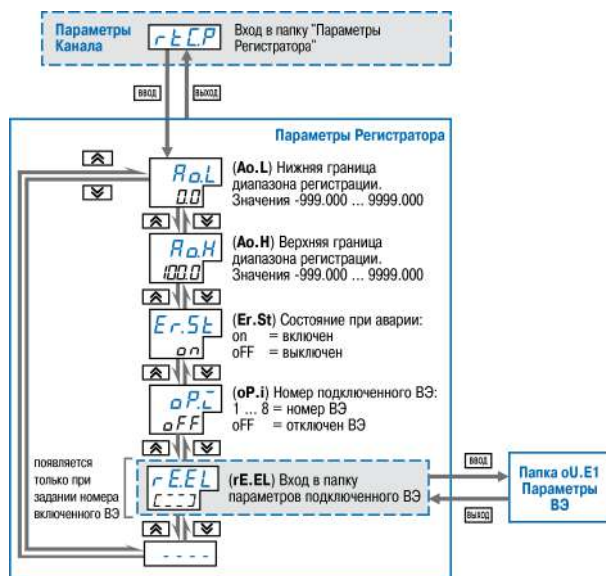 Параметры
Канала
rtC.P
Вход в папку "Параметры
Регистратора"
ввод
выход
Параметры Регистратора
Ao.L
0.0
(Ao.L) Нижняя граница
диапазона регистрации.
Значения -999.000 ... 9999.000
Ao.H
100.0
(Ao.H) Верхняя граница
диапазона регистрации.
Значения -999.000 ... 9999.000
Er.St
on
(Er.St) Состояние при аварии:
on = включен
oFF = выключен
oP.i
oFF
(oP.i) Номер подключенного ВЭ:
1 ... 8 = номер ВЭ
oFF = отключен ВЭ
появляется
только при
задании номера
включенного ВЭ
rE.EL
[---]
(rE.EL) Вход в папку
параметров подключенного ВЭ
ввод
выход
Папка oU.E1
Параметры
ВЭ
----